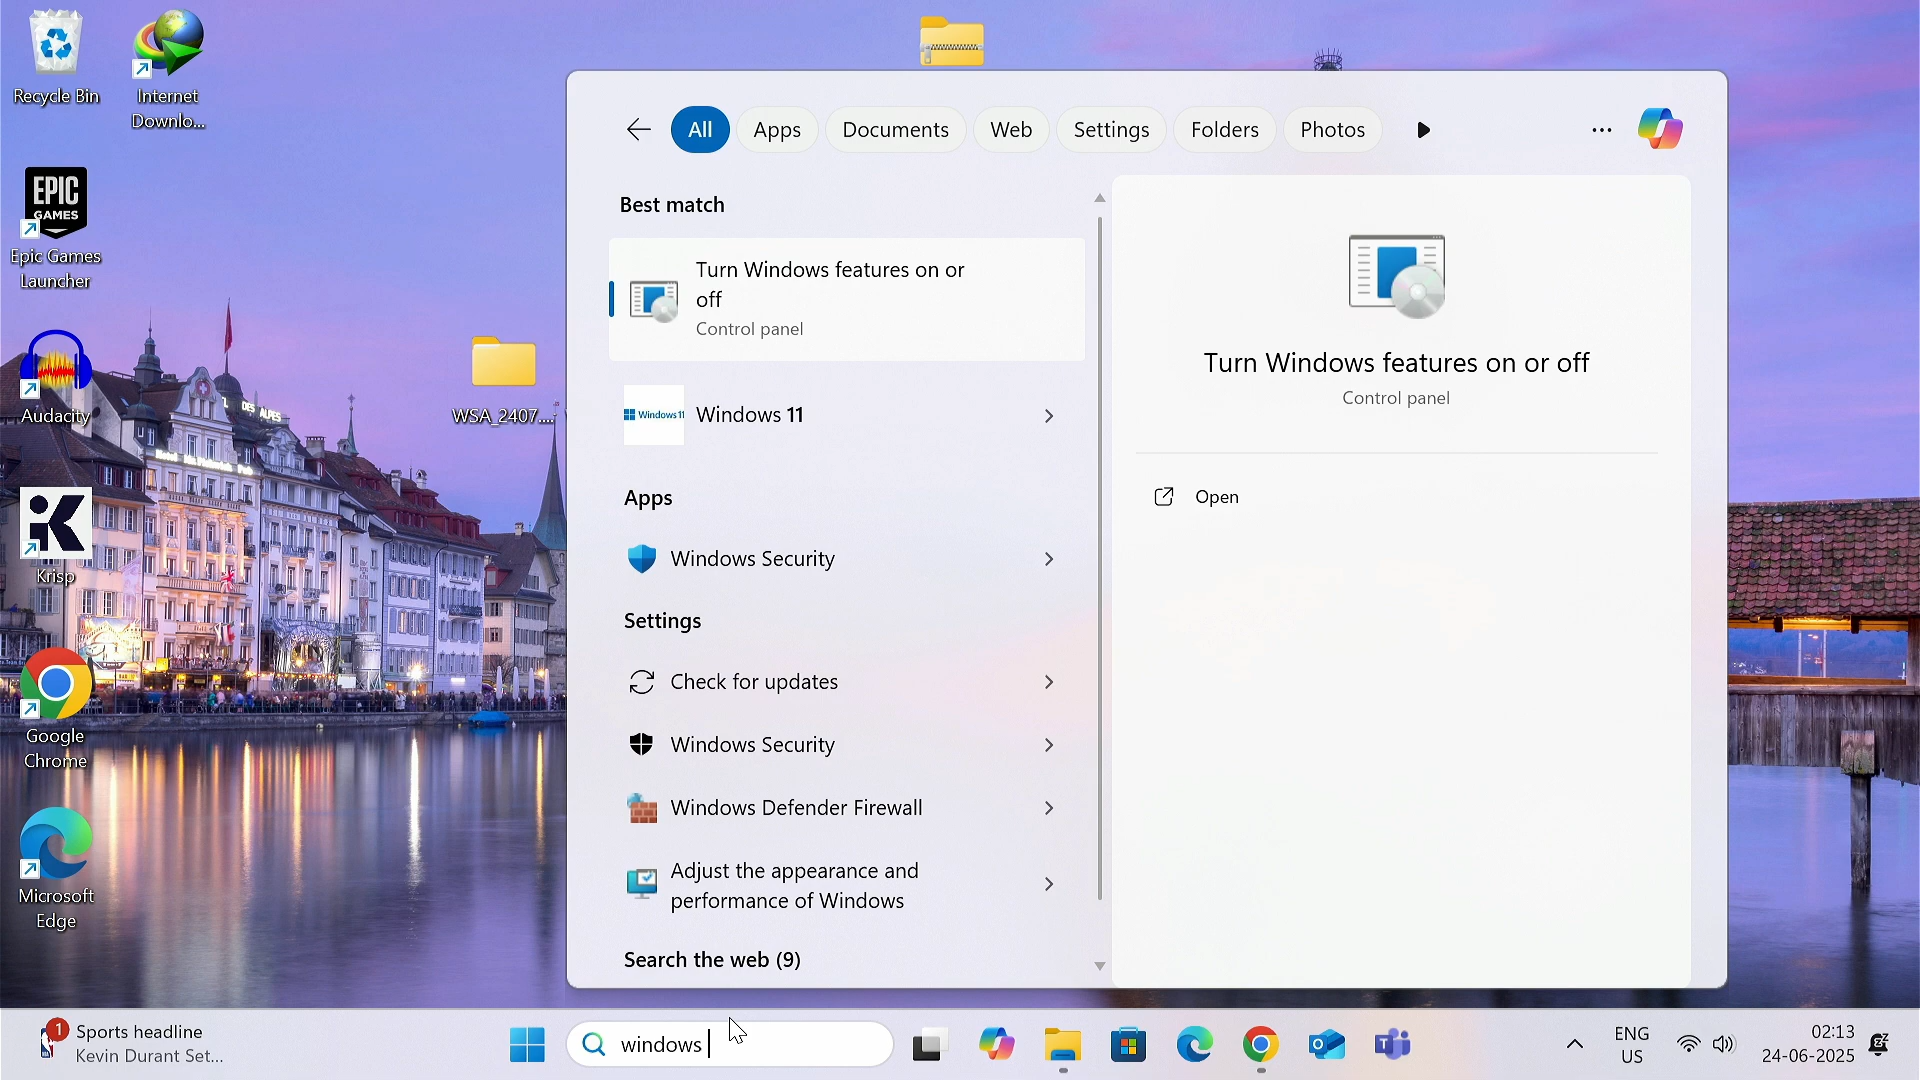 Recycle Bin
Internet
Downlo...
EPIC
GAMES
Epic Games
Launcher
Audacity
Krisp
Google
Chrome
Microsoft
Edge
WSA_2407....
DES ALPES
All
Apps
Documents
Web
Settings
Folders
Photos
Best match
Turn Windows features on or
off
Control panel
Windows 11
Windows 11
Apps
Windows Security
Settings
Check for updates
Windows Security
Windows Defender Firewall
Adjust the appearance and
performance of Windows
Search the web (9)
Turn Windows features on or off
Control panel
Open
1
Sports headline
Kevin Durant Set...
windows
ENG
US
02:13
24-06-2025